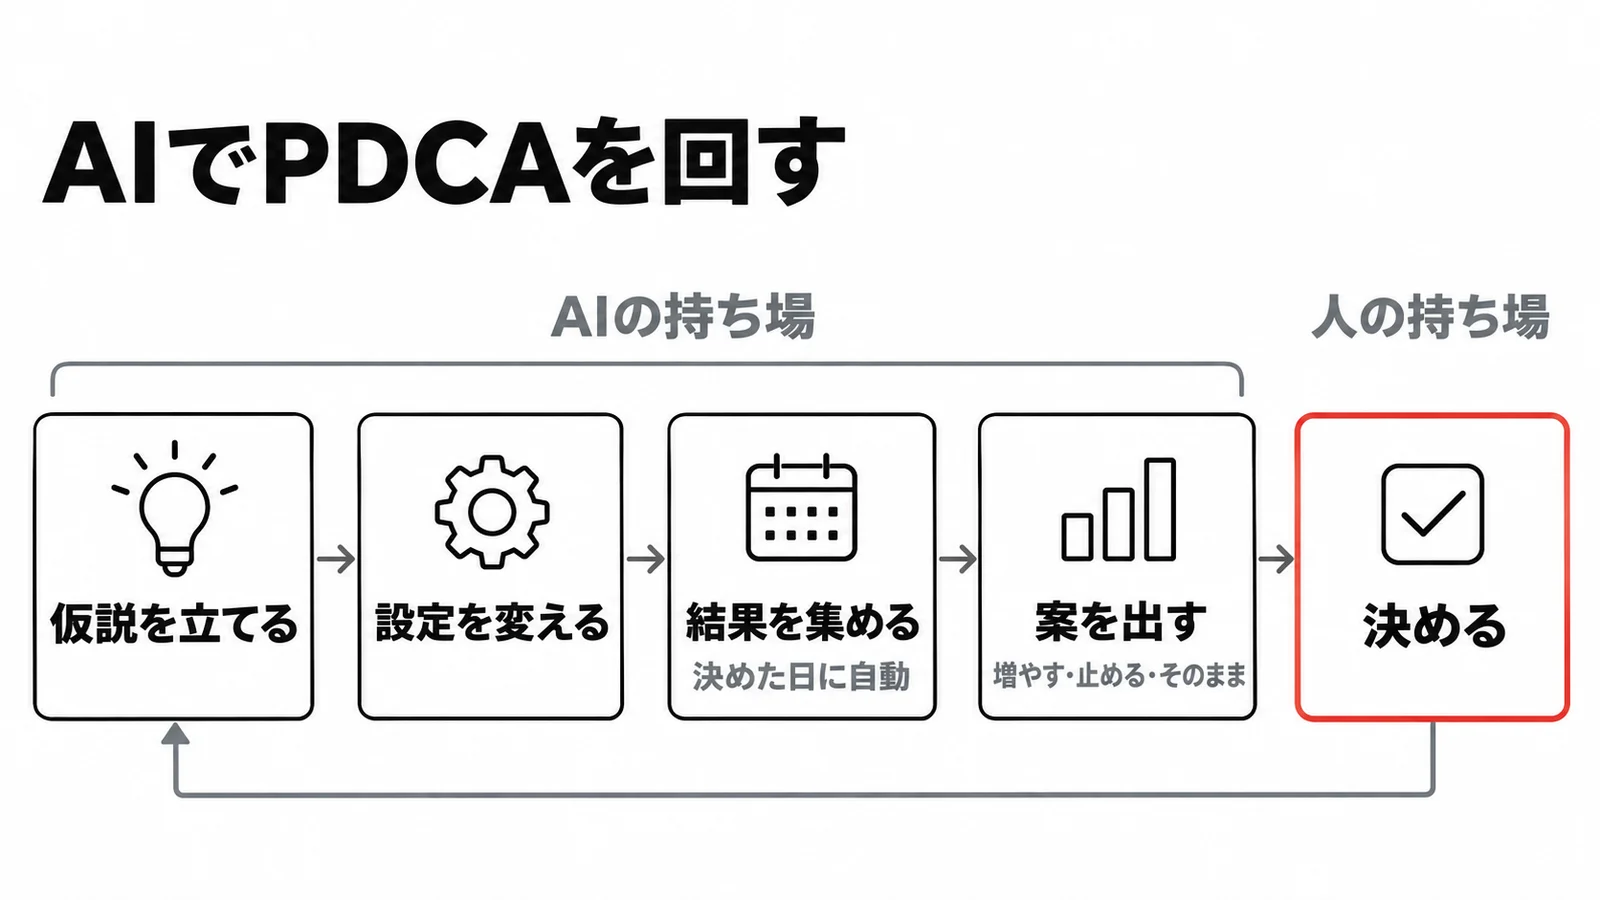 AIでPDCAを回す
AIの持ち場
人の持ち場
仮説を立てる
設定を変える
結果を集める
決めた日に自動
案を出す
増やす・止める・そのまま
決める